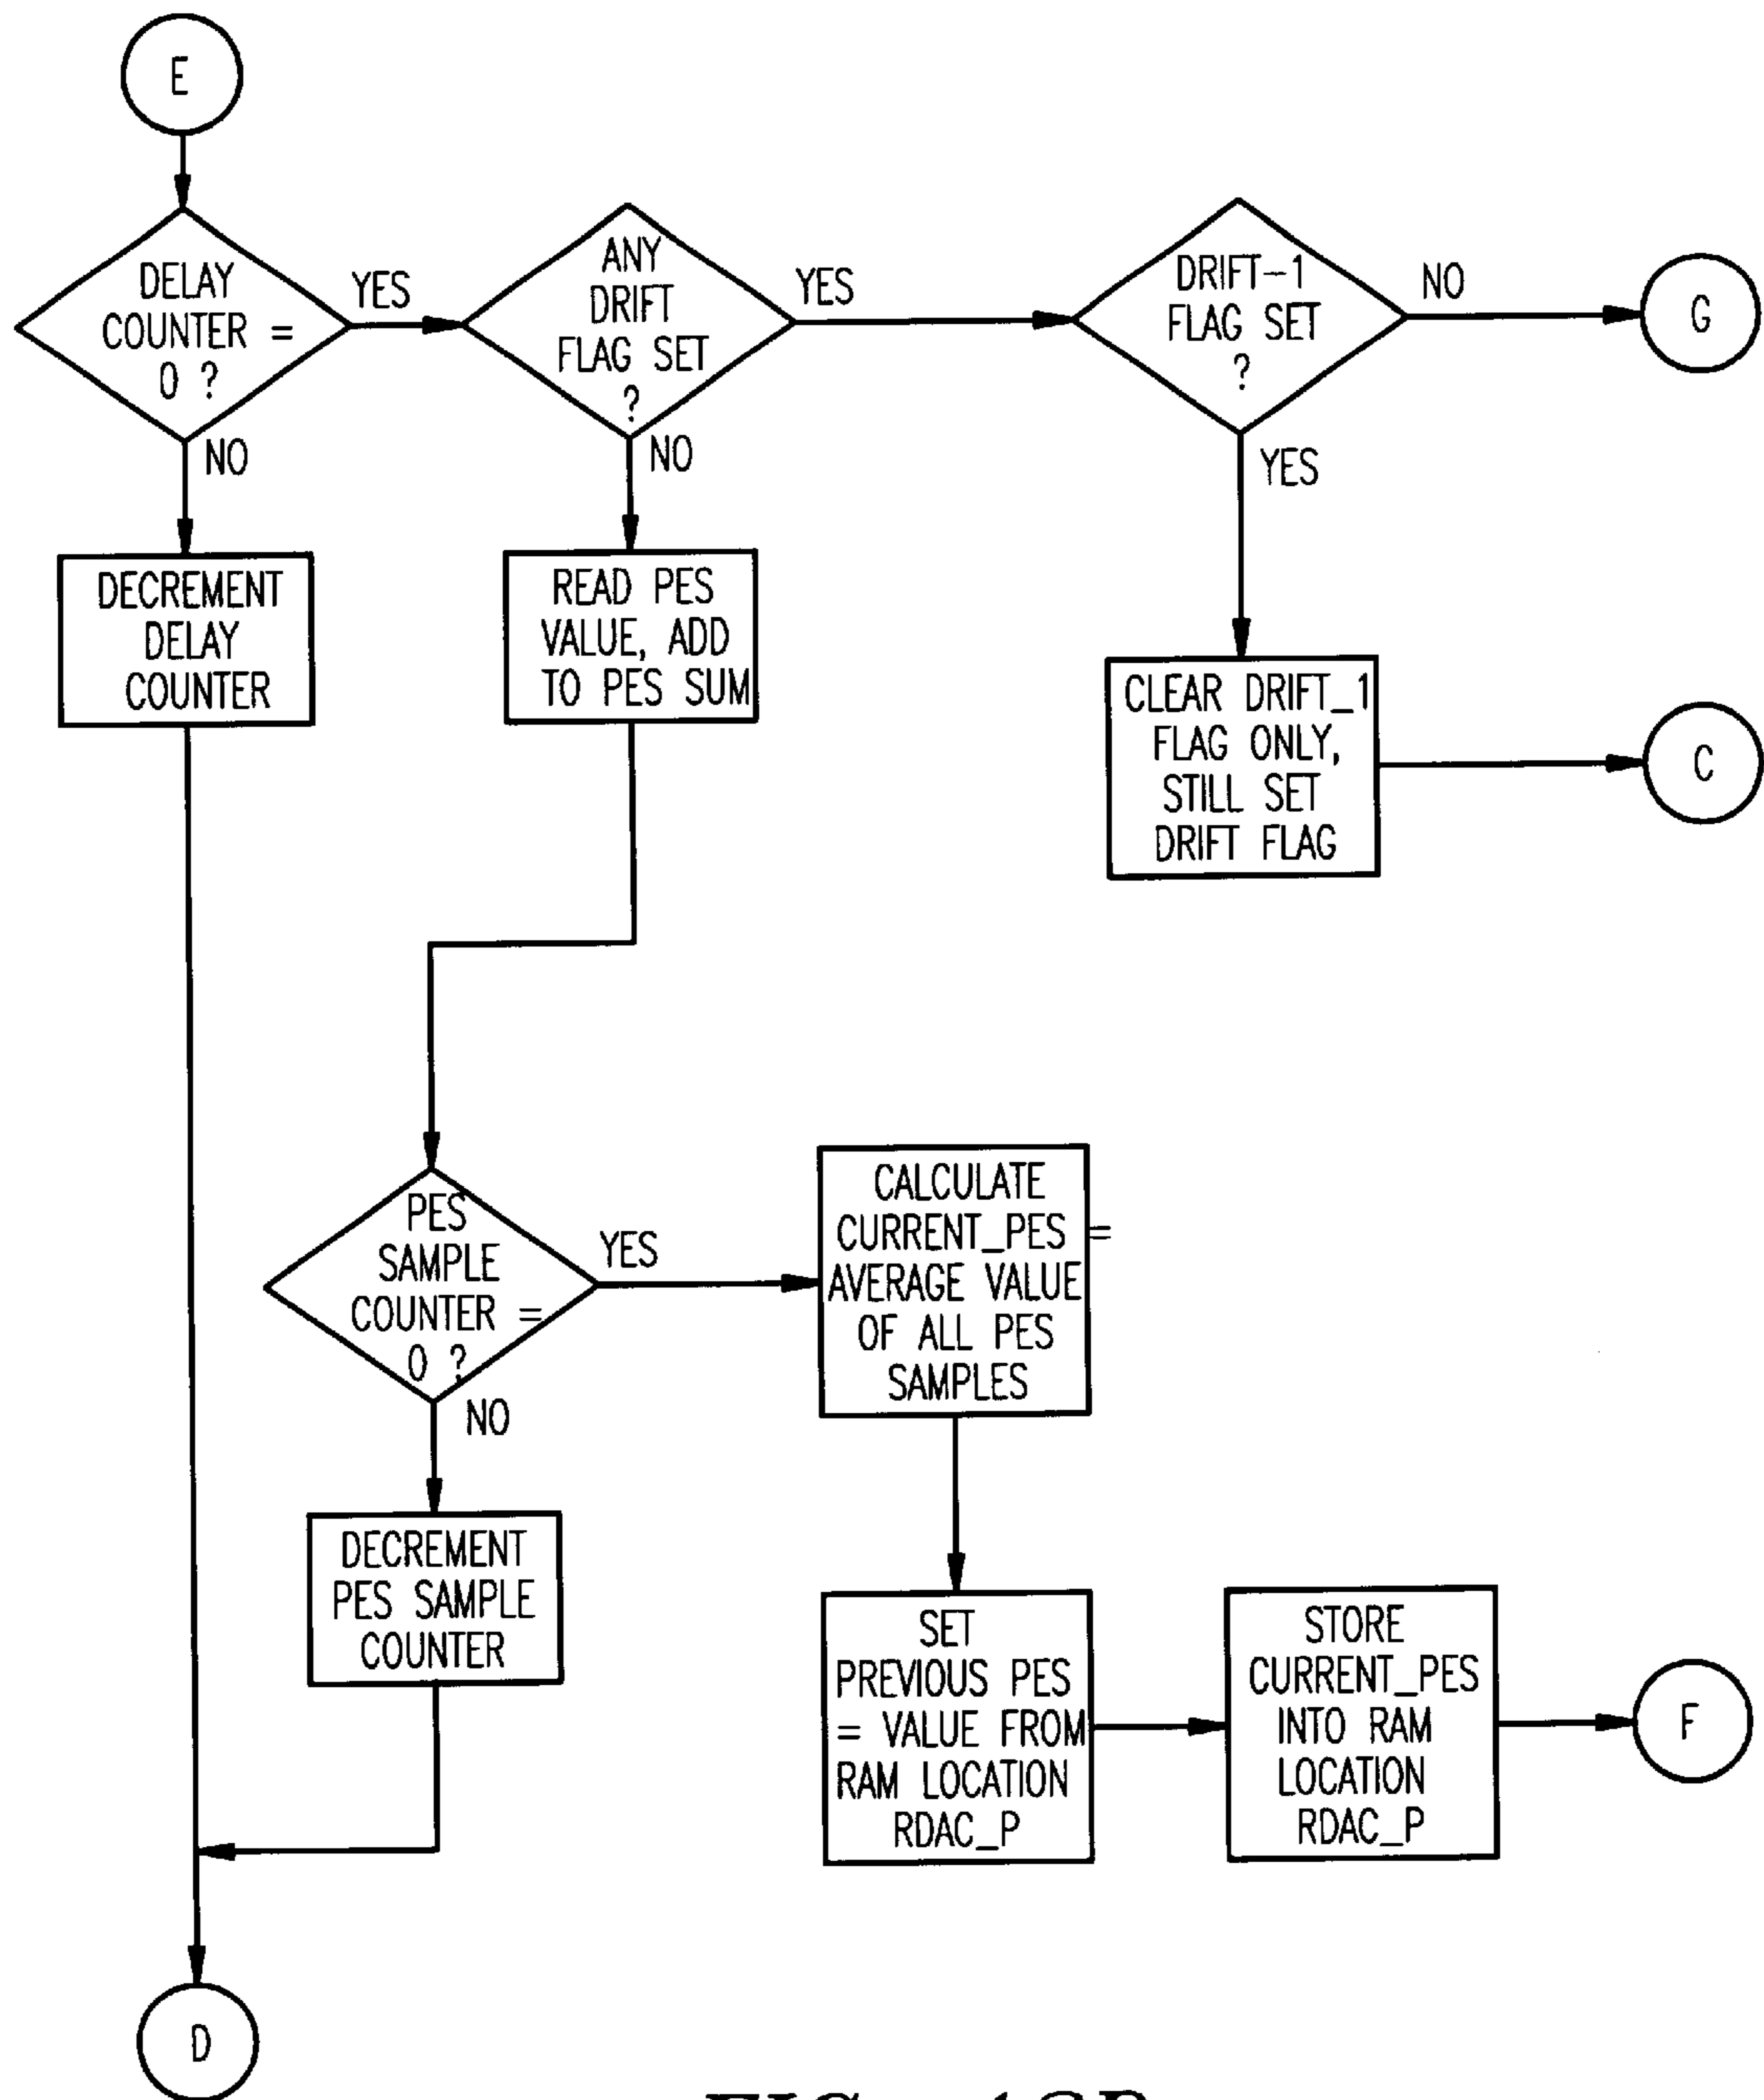 E
DELAY
COUNTER =
0 ?
YES
NO
ANY
DRIFT
FLAG SET
?
YES
NO
DRIFT-1
FLAG SET
?
NO
YES
G
DECREMENT
DELAY
COUNTER
READ PES
VALUE, ADD
TO PES SUM
CLEAR DRIFT_1
FLAG ONLY,
STILL SET
DRIFT FLAG
C
PES
SAMPLE
COUNTER =
0 ?
YES
NO
CALCULATE
CURRENT_PES =
AVERAGE VALUE
OF ALL PES
SAMPLES
DECREMENT
PES SAMPLE
COUNTER
SET
PREVIOUS PES
= VALUE FROM
RAM LOCATION
RDAC_P
STORE
CURRENT_PES
INTO RAM
LOCATION
RDAC_P
F
D